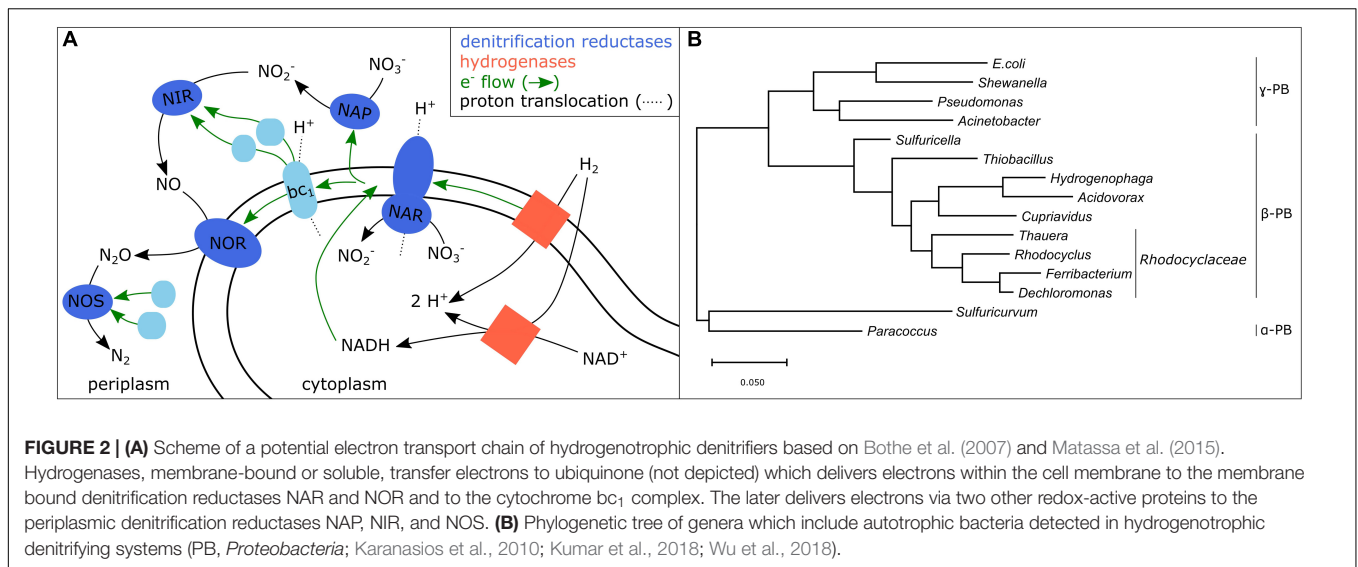 A
denitrification reductases
hydrogenases
e⁻ flow (→)
proton translocation (.....)
NO₂⁻
NO₃⁻
NIR
NAP
H⁺
H⁺
H₂
NO
bc₁
NAR
NOR
NO₂⁻
NO₃⁻
N₂O
NOS
2 H⁺
N₂
NADH
NAD⁺
periplasm
cytoplasm
B
E.coli
Shewanella
Pseudomonas
Acinetobacter
ɣ-PB
Sulfuricella
Thiobacillus
Hydrogenophaga
Acidovorax
Cupriavidus
Thauera
Rhodocyclus
Ferribacterium
Dechloromonas
Rhodocyclaceae
β-PB
Sulfuricurvum
Paracoccus
α-PB
0.050
FIGURE 2 | (A) Scheme of a potential electron transport chain of hydrogenotrophic denitrifiers based on Bothe et al. (2007) and Matassa et al. (2015).
Hydrogenases, membrane-bound or soluble, transfer electrons to ubiquinone (not depicted) which delivers electrons within the cell membrane to the membrane
bound denitrification reductases NAR and NOR and to the cytochrome bc₁ complex. The later delivers electrons via two other redox-active proteins to the
periplasmic denitrification reductases NAP, NIR, and NOS. (B) Phylogenetic tree of genera which include autotrophic bacteria detected in hydrogenotrophic
denitrifying systems (PB, Proteobacteria; Karanasios et al., 2010; Kumar et al., 2018; Wu et al., 2018).